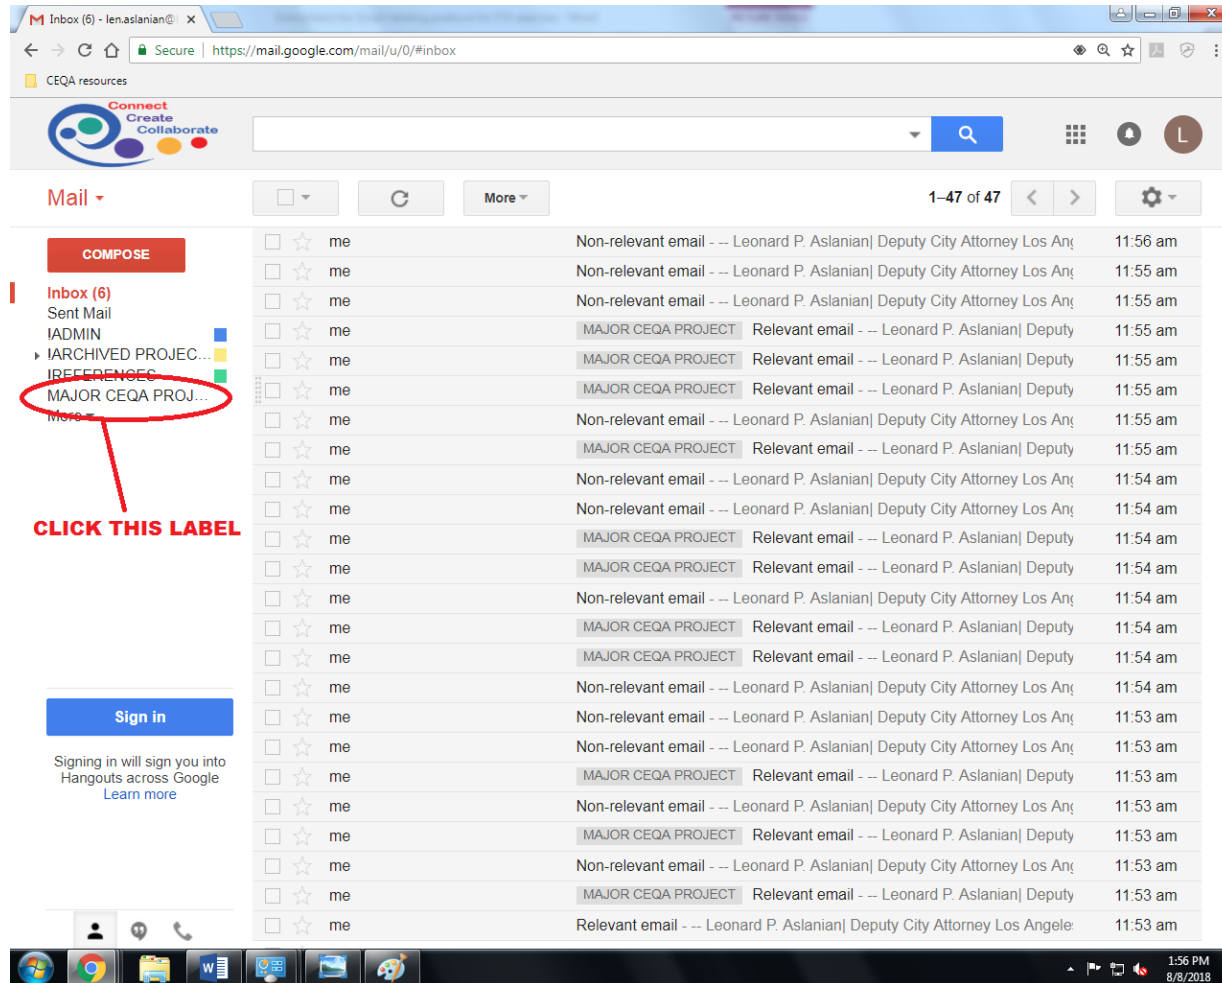 Inbox (6) - len.aslanian@
Secure | https://mail.google.com/mail/u/0/#inbox
CEQA resources
Connect
Create
Collaborate
L
Mail
More
1–47 of 47
COMPOSE
Inbox (6)
Sent Mail
!ADMIN
!ARCHIVED PROJEC...
!REFERENCES
MAJOR CEQA PROJ...
More
CLICK THIS LABEL
Sign in
Signing in will sign you into
Hangouts across Google
Learn more
me Non-relevant email - -- Leonard P. Aslanian| Deputy City Attorney Los Ang 11:56 am
me Non-relevant email - -- Leonard P. Aslanian| Deputy City Attorney Los Ang 11:55 am
me Non-relevant email - -- Leonard P. Aslanian| Deputy City Attorney Los Ang 11:55 am
me MAJOR CEQA PROJECT Relevant email - -- Leonard P. Aslanian| Deputy 11:55 am
me MAJOR CEQA PROJECT Relevant email - -- Leonard P. Aslanian| Deputy 11:55 am
me MAJOR CEQA PROJECT Relevant email - -- Leonard P. Aslanian| Deputy 11:55 am
me Non-relevant email - -- Leonard P. Aslanian| Deputy City Attorney Los Ang 11:55 am
me MAJOR CEQA PROJECT Relevant email - -- Leonard P. Aslanian| Deputy 11:55 am
me Non-relevant email - -- Leonard P. Aslanian| Deputy City Attorney Los Ang 11:54 am
me Non-relevant email - -- Leonard P. Aslanian| Deputy City Attorney Los Ang 11:54 am
me MAJOR CEQA PROJECT Relevant email - -- Leonard P. Aslanian| Deputy 11:54 am
me MAJOR CEQA PROJECT Relevant email - -- Leonard P. Aslanian| Deputy 11:54 am
me Non-relevant email - -- Leonard P. Aslanian| Deputy City Attorney Los Ang 11:54 am
me MAJOR CEQA PROJECT Relevant email - -- Leonard P. Aslanian| Deputy 11:54 am
me MAJOR CEQA PROJECT Relevant email - -- Leonard P. Aslanian| Deputy 11:54 am
me Non-relevant email - -- Leonard P. Aslanian| Deputy City Attorney Los Ang 11:54 am
me Non-relevant email - -- Leonard P. Aslanian| Deputy City Attorney Los Ang 11:53 am
me Non-relevant email - -- Leonard P. Aslanian| Deputy City Attorney Los Ang 11:53 am
me MAJOR CEQA PROJECT Relevant email - -- Leonard P. Aslanian| Deputy 11:53 am
me Non-relevant email - -- Leonard P. Aslanian| Deputy City Attorney Los Ang 11:53 am
me MAJOR CEQA PROJECT Relevant email - -- Leonard P. Aslanian| Deputy 11:53 am
me Non-relevant email - -- Leonard P. Aslanian| Deputy City Attorney Los Ang 11:53 am
me MAJOR CEQA PROJECT Relevant email - -- Leonard P. Aslanian| Deputy 11:53 am
me Relevant email - -- Leonard P. Aslanian| Deputy City Attorney Los Angele 11:53 am
1:56 PM
8/8/2018